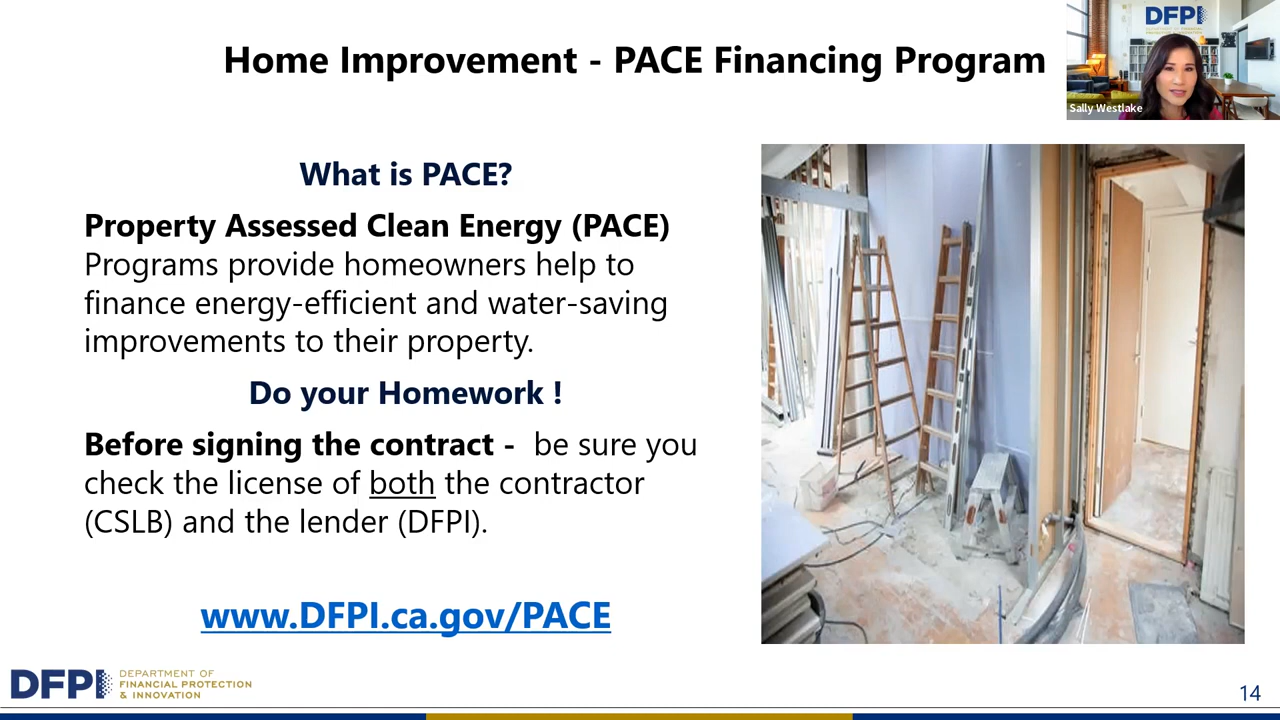 Home Improvement - PACE Financing Program
DFPI
Sally Westlake
What is PACE?
Property Assessed Clean Energy (PACE)
Programs provide homeowners help to
finance energy-efficient and water-saving
improvements to their property.
Do your Homework !
Before signing the contract - be sure you
check the license of both the contractor
(CSLB) and the lender (DFPI).
www.DFPI.ca.gov/PACE
DFPI
DEPARTMENT OF
FINANCIAL PROTECTION
& INNOVATION
14